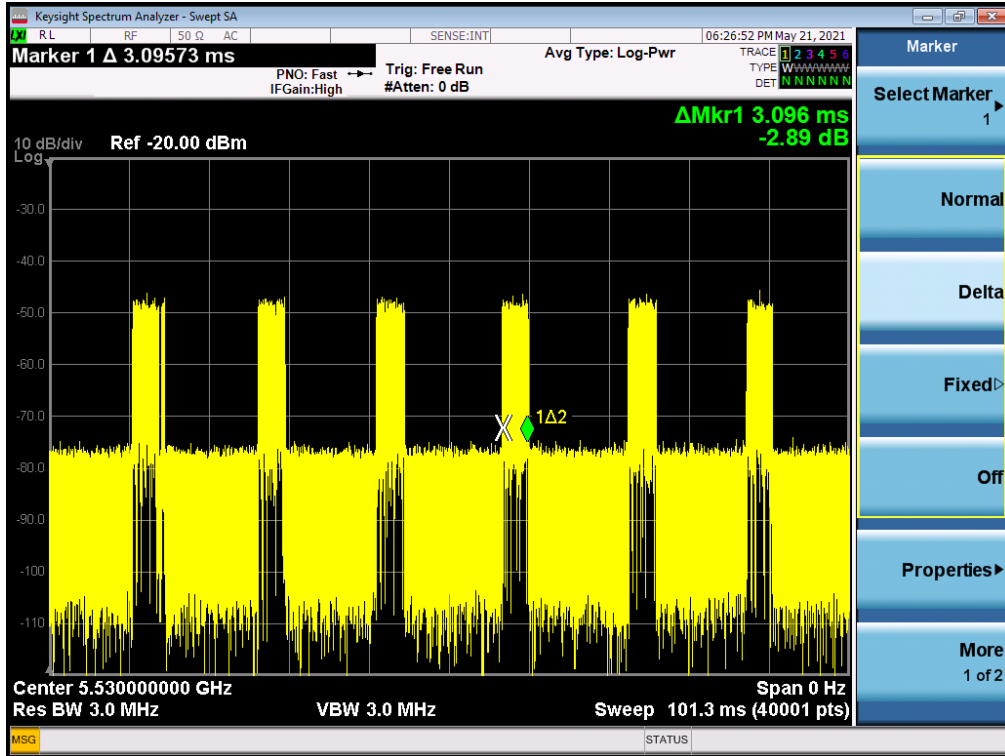 Keysight Spectrum Analyzer - Swept SA
LXI RL RF 50 Ω AC SENSE:INT 06:26:52 PM May 21, 2021
Marker 1 Δ 3.09573 ms
Avg Type: Log-Pwr
TRACE 1 2 3 4 5 6
PNO: Fast
Trig: Free Run
TYPE W W W W W W
IFGain:High
#Atten: 0 dB
DET N N N N N N
ΔMkr1 3.096 ms
-2.89 dB
10 dB/div Ref -20.00 dBm
Log
-30.0
-40.0
-50.0
-60.0
-70.0
1Δ2
-80.0
-90.0
-100
-110
Center 5.530000000 GHz
Span 0 Hz
Res BW 3.0 MHz
VBW 3.0 MHz
Sweep 101.3 ms (40001 pts)
MSG
STATUS
Marker
Select Marker
1
Normal
Delta
Fixed
Off
Properties
More
1 of 2